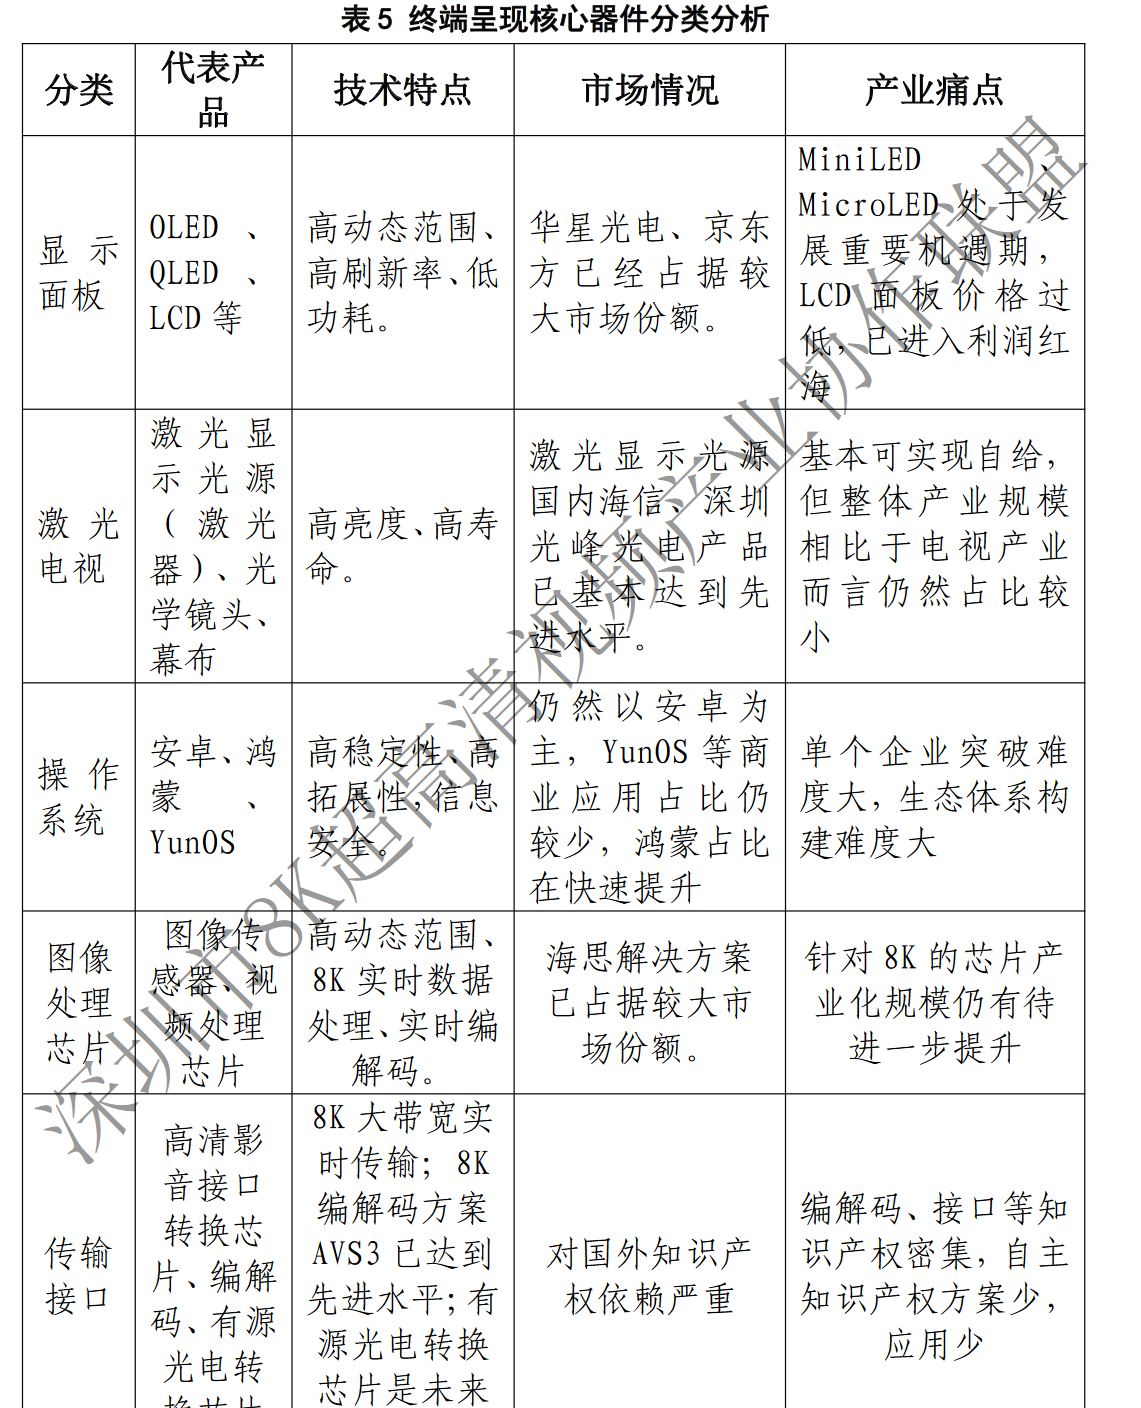 表 5 终端呈现核心器件分类分析
分类
代表产
品
技术特点
市场情况
产业痛点
显示
面板
OLED、
QLED、
LCD 等
高动态范围、
高刷新率、低
功耗。
华星光电、京东
方已经占据较
大市场份额。
MiniLED、
MicroLED 处于发
展重要机遇期，
LCD 面板价格过
低，已进入利润红
海
激光
电视
激光显
示光源
（激光
器）、光
学镜头、
幕布
高亮度、高寿
命。
激光显示光源
国内海信、深圳
光峰光电产品
已基本达到先
进水平。
基本可实现自给，
但整体产业规模
相比于电视产业
而言仍然占比较
小
操作
系统
安卓、鸿
蒙、
YunOS
高稳定性、高
拓展性，信息
安全。
仍然以安卓为
主，YunOS 等商
业应用占比仍
较少，鸿蒙占比
在快速提升
单个企业突破难
度大，生态体系构
建难度大
图像
处理
芯片
图像传
感器、视
频处理
芯片
高动态范围、
8K 实时数据
处理、实时编
解码。
海思解决方案
已占据较大市
场份额。
针对 8K 的芯片产
业化规模仍有待
进一步提升
传输
接口
高清影
音接口
转换芯
片、编解
码、有源
光电转
换芯片
8K 大带宽实
时传输；8K
编解码方案
AVS3 已达到
先进水平；有
源光电转换
芯片是未来
对国外知识产
权依赖严重
编解码、接口等知
识产权密集，自主
知识产权方案少，
应用少
深圳市8K超高清视频产业协作联盟